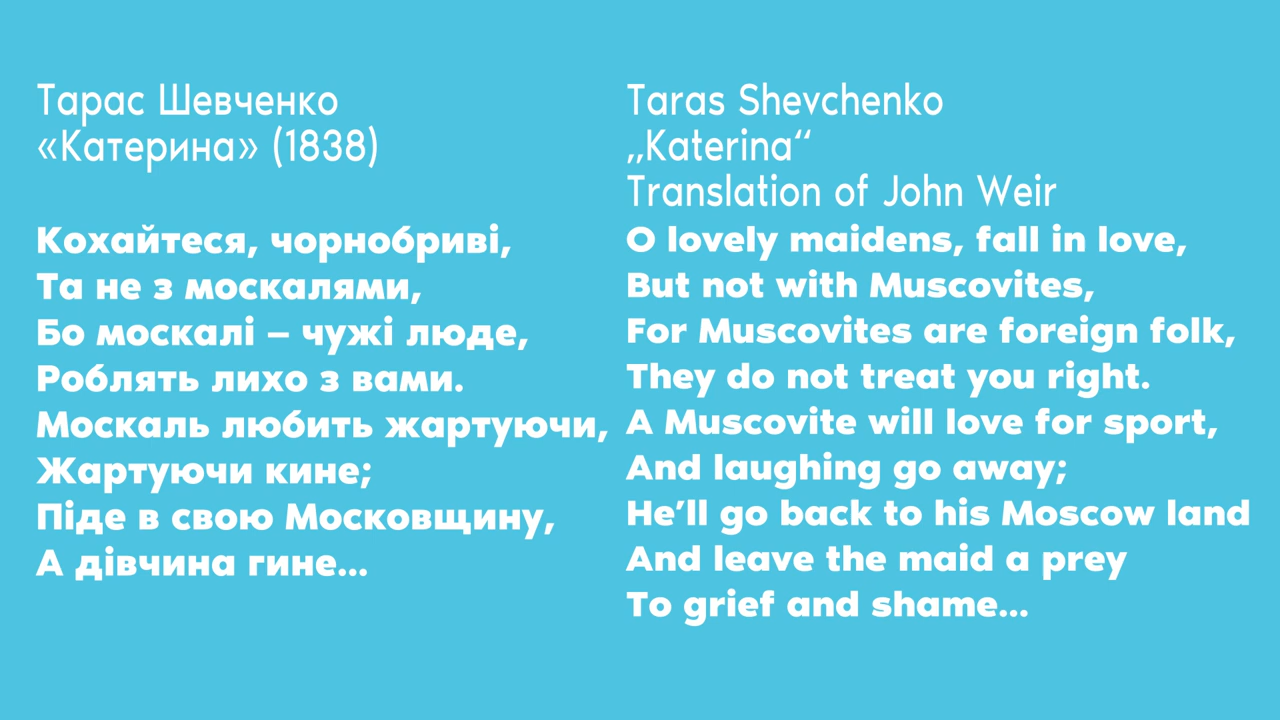 Тарас Шевченко
«Катерина» (1838)
Кохайтеся, чорнобриві,
Та не з москалями,
Бо москалі – чужі люде,
Роблять лихо з вами.
Москаль любить жартуючи,
Жартуючи кине;
Піде в свою Московщину,
А дівчина гине...
Taras Shevchenko
„Katerina“
Translation of John Weir
O lovely maidens, fall in love,
But not with Muscovites,
For Muscovites are foreign folk,
They do not treat you right.
A Muscovite will love for sport,
And laughing go away;
He’ll go back to his Moscow land
And leave the maid a prey
To grief and shame...